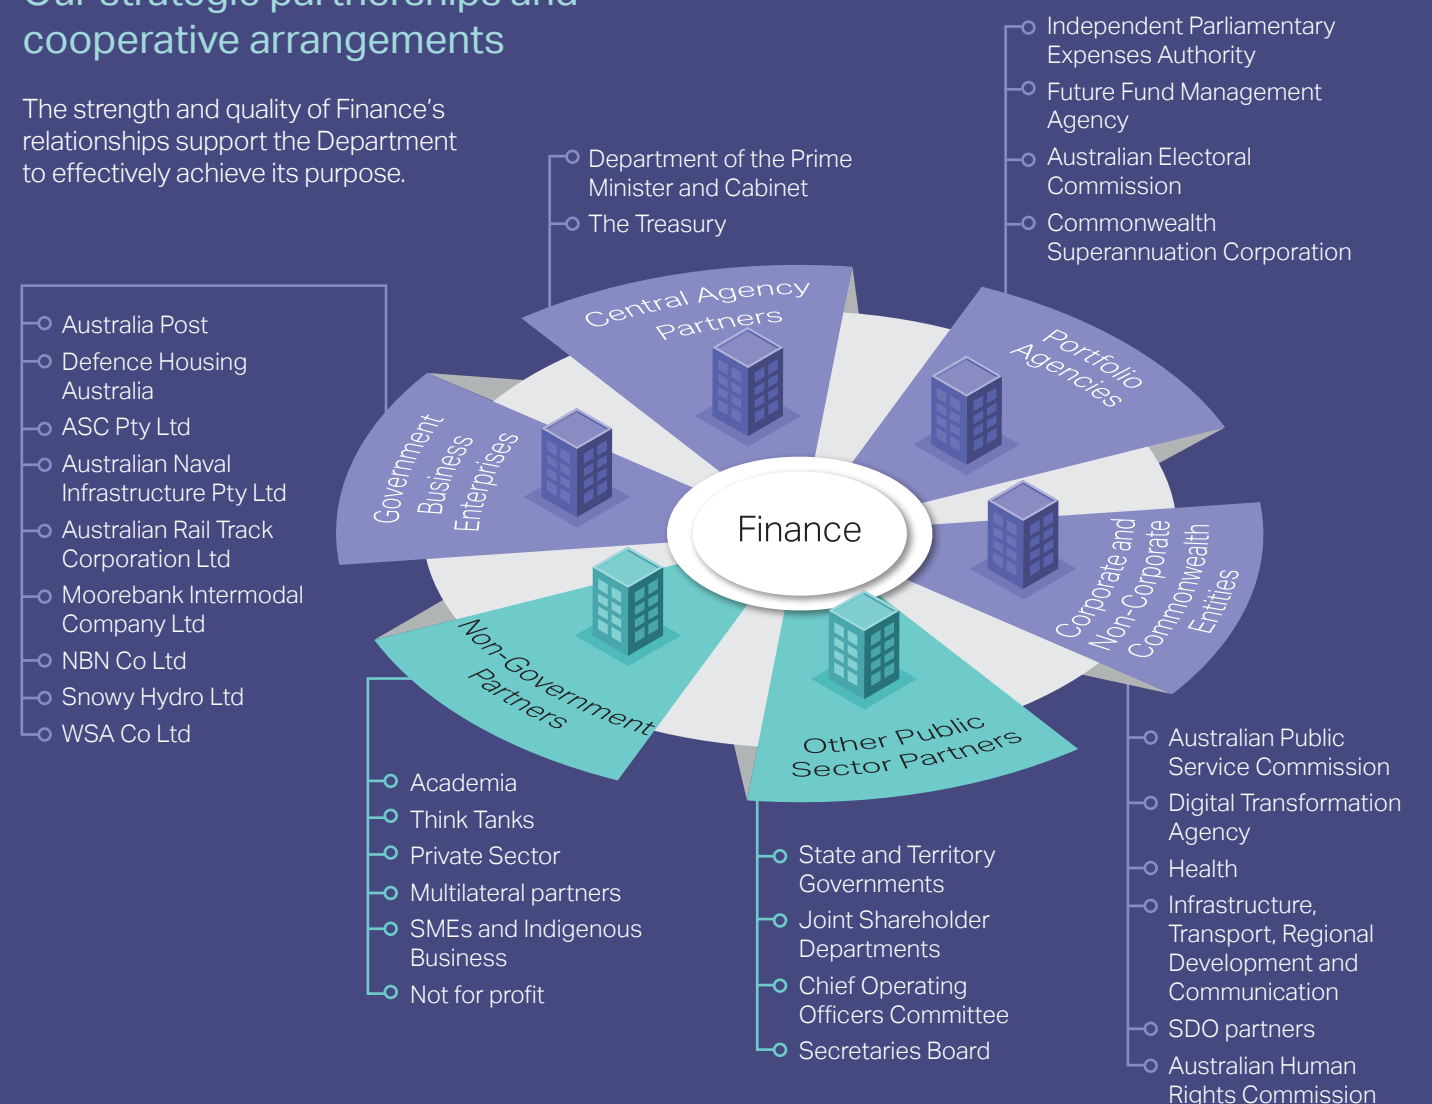 Our strategic partnerships and
cooperative arrangements
The strength and quality of Finance's
relationships support the Department
to effectively achieve its purpose.
Department of the Prime
Minister and Cabinet
The Treasury
Independent Parliamentary
Expenses Authority
Future Fund Management
Agency
Australian Electoral
Commission
Commonwealth
Superannuation Corporation
Australia Post
Defence Housing
Australia
ASC Pty Ltd
Australian Naval
Infrastructure Pty Ltd
Australian Rail Track
Corporation Ltd
Moorebank Intermodal
Company Ltd
NBN Co Ltd
Snowy Hydro Ltd
WSA Co Ltd
Central Agency
Partners
Portfolio
Agencies
Government
Business
Enterprises
Finance
Corporate and
Non-Corporate
Commonwealth
Entities
Non-Government
Partners
Other Public
Sector Partners
Academia
Think Tanks
Private Sector
Multilateral partners
SMEs and Indigenous
Business
Not for profit
State and Territory
Governments
Joint Shareholder
Departments
Chief Operating
Officers Committee
Secretaries Board
Australian Public
Service Commission
Digital Transformation
Agency
Health
Infrastructure,
Transport, Regional
Development and
Communication
SDO partners
Australian Human
Rights Commission